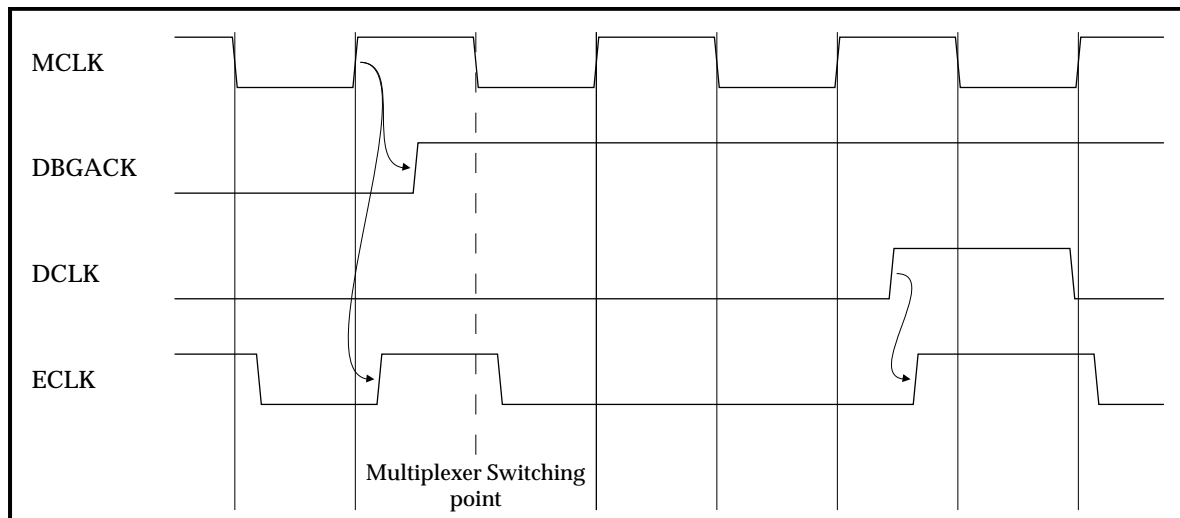 MCLK
DBGACK
DCLK
ECLK
Multiplexer Switching
point